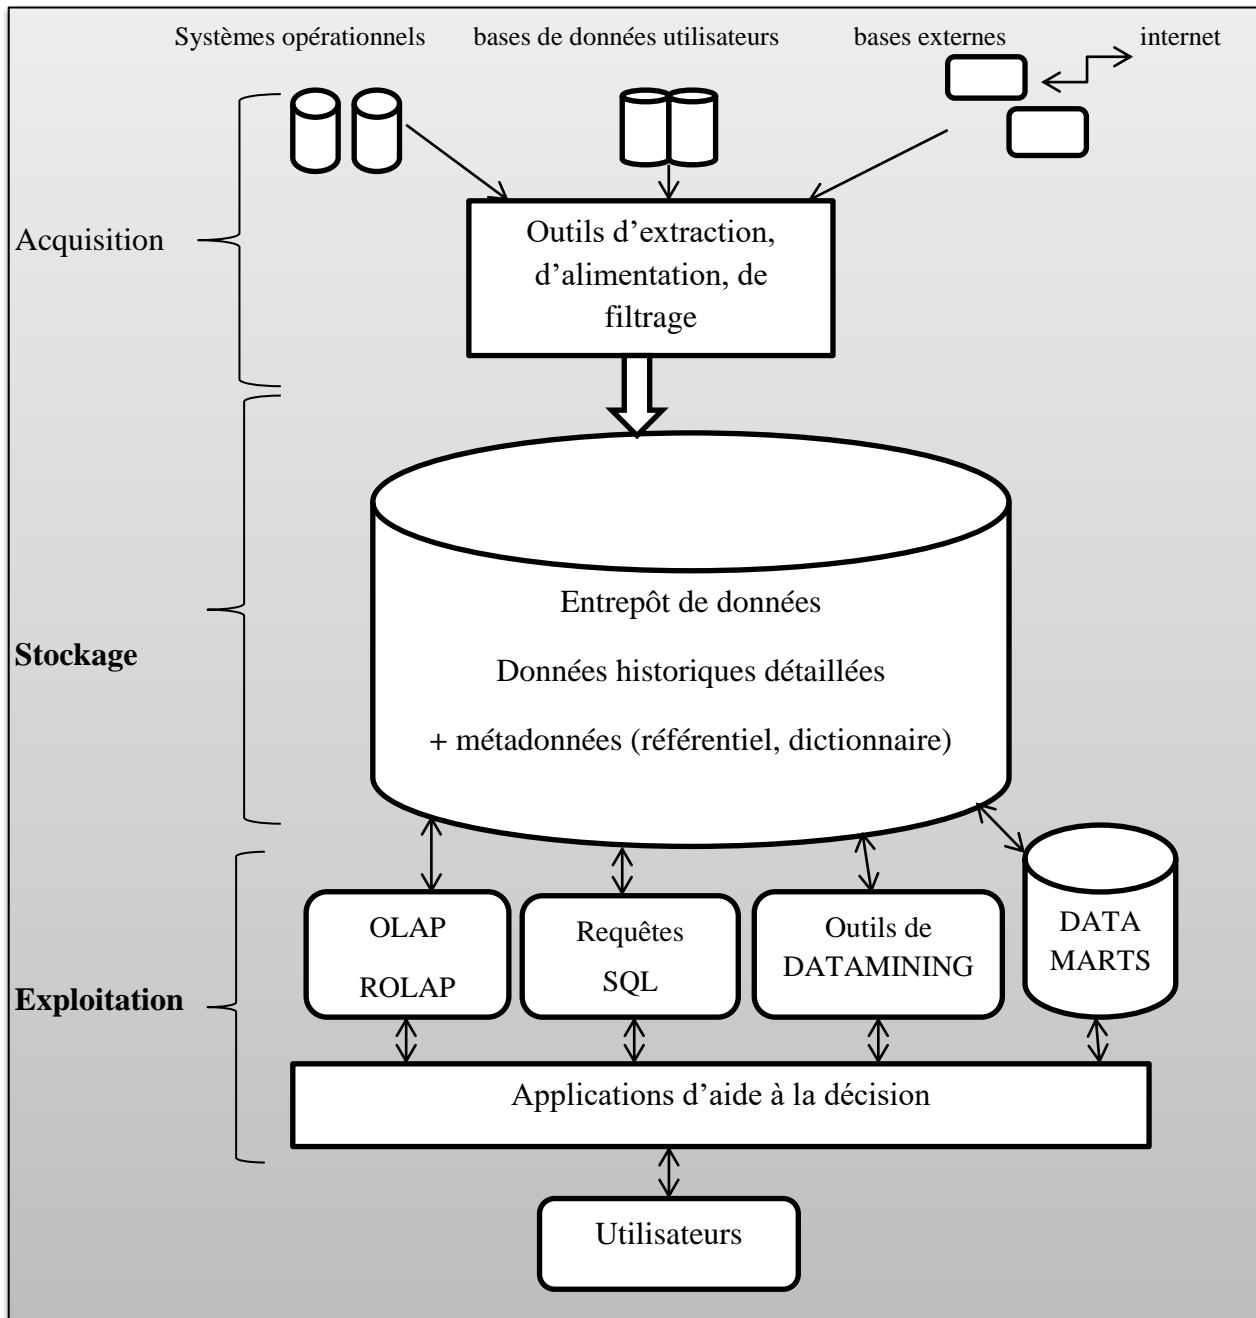 Systèmes opérationnels
bases de données utilisateurs
bases externes
internet
Acquisition
Outils d’extraction,
d’alimentation, de
filtrage
Entrepôt de données
Stockage
Données historiques détaillées
+ métadonnées (référentiel, dictionnaire)
Exploitation
OLAP
ROLAP
Requêtes
SQL
Outils de
DATAMINING
DATA
MARTS
Applications d’aide à la décision
Utilisateurs